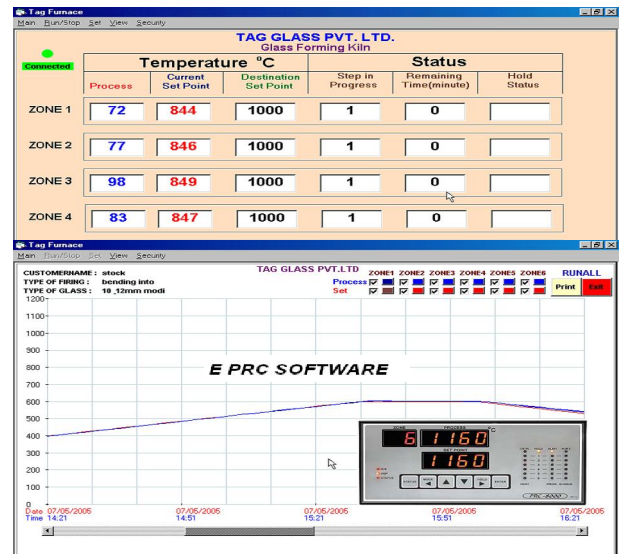 Tag Furnace
Main Run/Stop Set View Security
TAG GLASS PVT. LTD.
Glass Forming Kiln
Connected
Temperature °C Status
Process Current Set Point Destination Set Point Step in Progress Remaining Time(minute) Hold Status
ZONE 1 72 844 1000 1 0
ZONE 2 77 846 1000 1 0
ZONE 3 98 849 1000 1 0
ZONE 4 83 847 1000 1 0
Tag Furnace
Main Run/Stop Set View Security
CUSTOMERNAME : stock
TYPE OF FIRING : bending into
TYPE OF GLASS : 10 ,12mm modi
TAG GLASS PVT.LTD
ZONE1 ZONE2 ZONE3 ZONE4 ZONE5 ZONE6
Process
Set
RUNALL
Print Exit
1200
1100
900
800
700
600
500
400
300
200
100
0
E PRC SOFTWARE
ZONE PROCESS °C
6 1160
SET POINT
1160
PRC -6000
Date 07/05/2005 07/05/2005 07/05/2005 07/05/2005 07/05/2005
Time 14:21 14:51 15:21 15:51 16:21